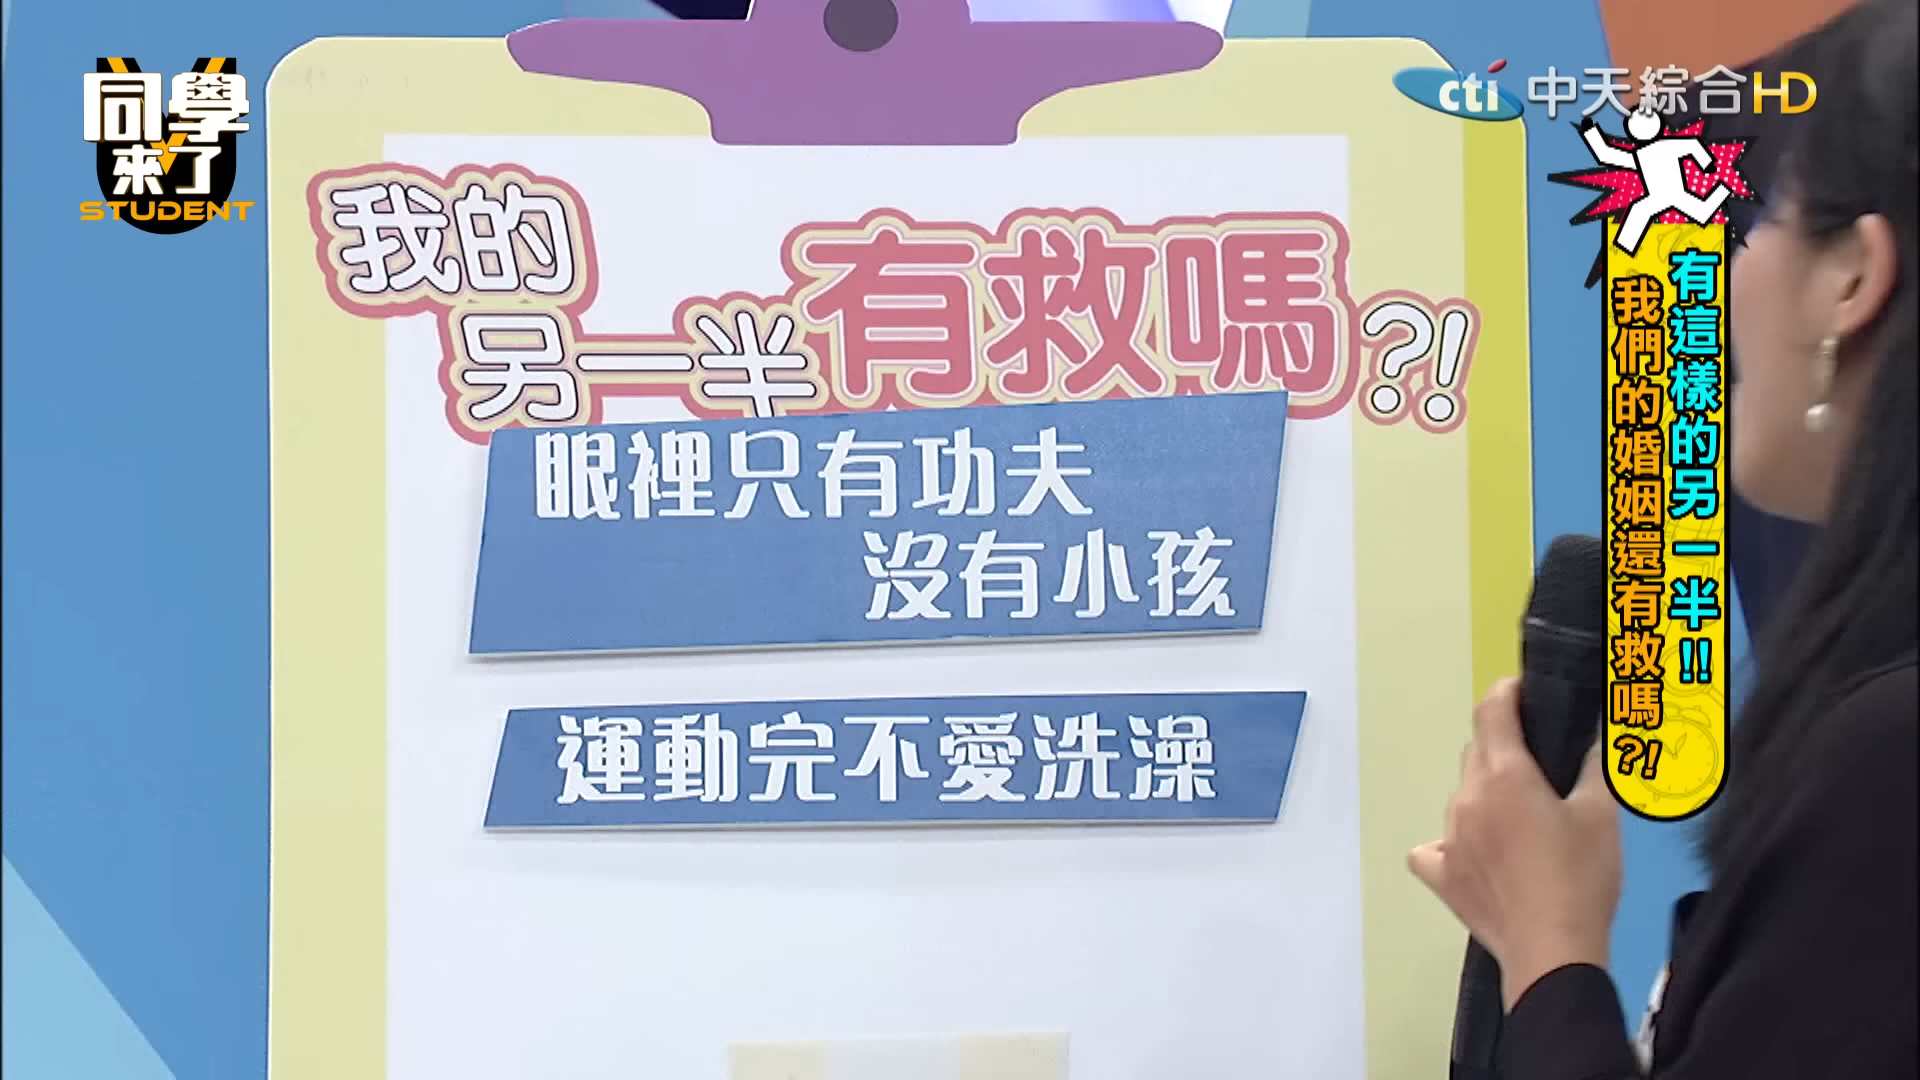 同學
來了
STUDENT
cti 中天綜合HD
我的
另一半有救嗎?!
眼裡只有功夫
沒有小孩
運動完不愛洗澡
有這樣的另一半!!
我們的婚姻還有救嗎?!